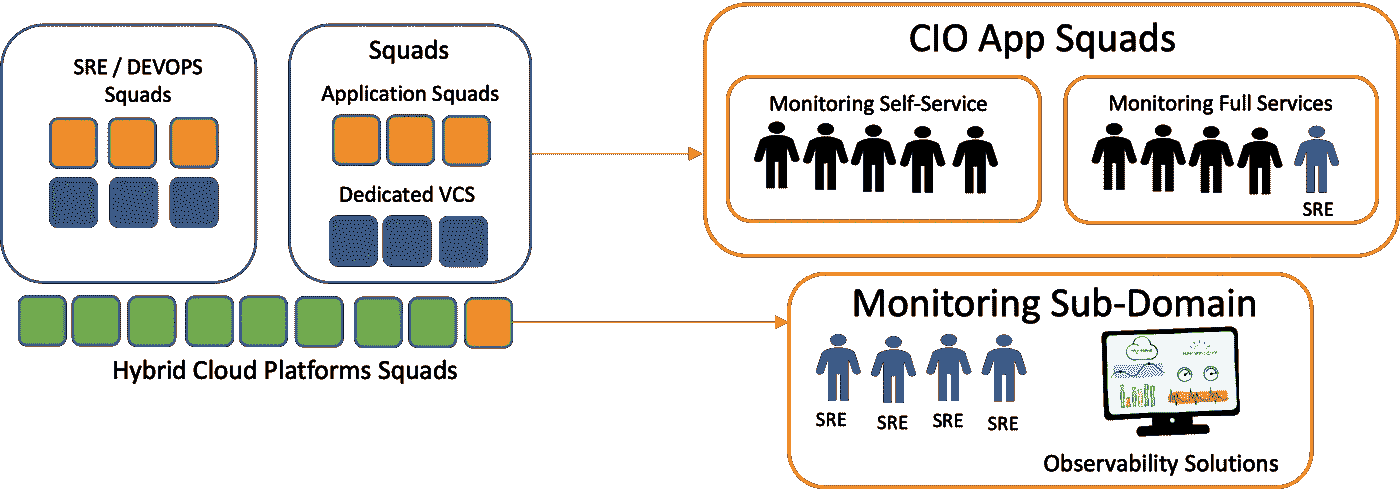 SRE / DEVOPS
Squads
Squads
Application Squads
Dedicated VCS
Hybrid Cloud Platforms Squads
CIO App Squads
Monitoring Self-Service
Monitoring Full Services
SRE
Monitoring Sub-Domain
SRE
SRE
SRE
SRE
Observability Solutions